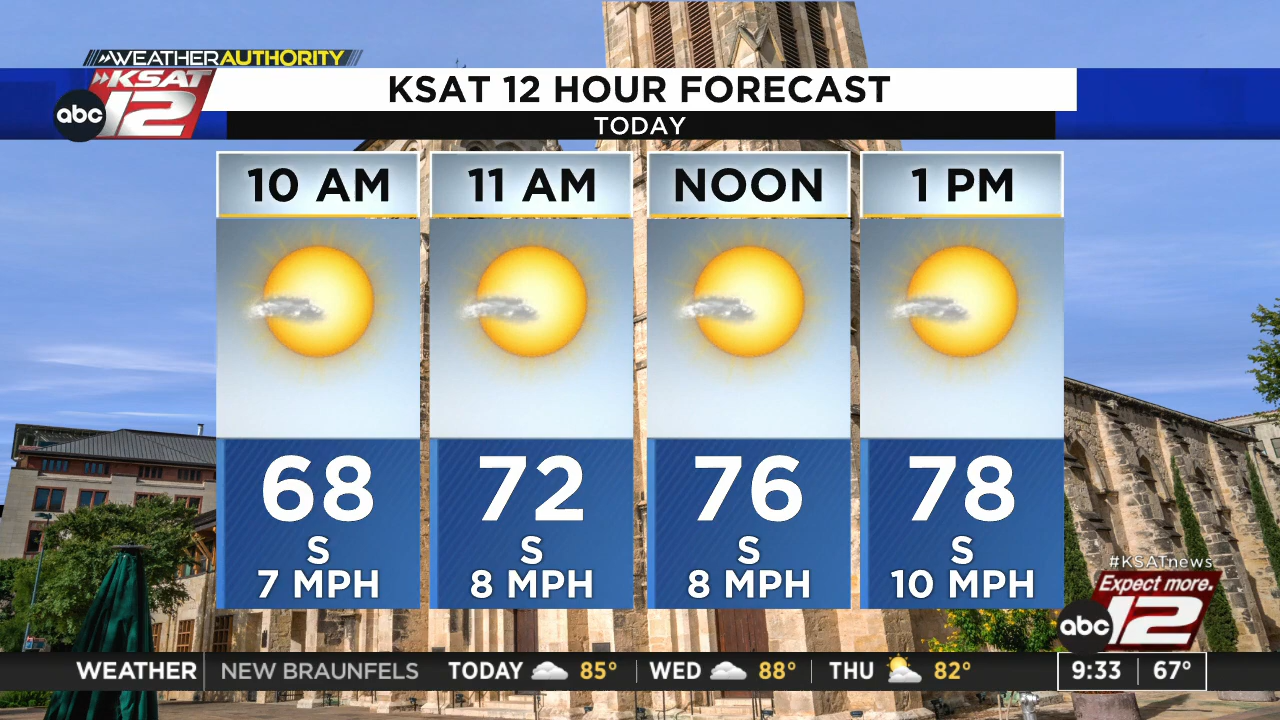 WEATHERAUTHORITY
KSAT
abc 12
KSAT 12 HOUR FORECAST
TODAY
10 AM
68
S
7 MPH
11 AM
72
S
8 MPH
NOON
76
S
8 MPH
1 PM
78
S
10 MPH
#KSATnews
Expect more.
abc 12
WEATHER NEW BRAUNFELS TODAY 85° WED 88° THU 82° 9:33 67°